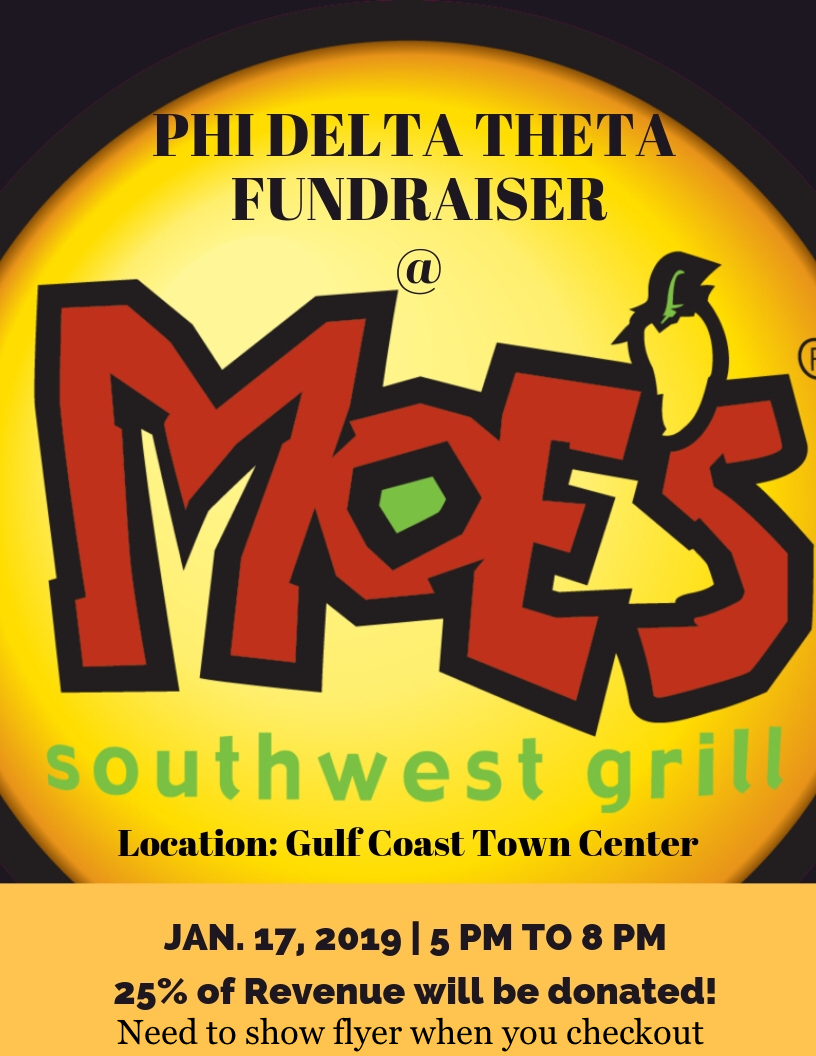 PHI DELTA THETA
FUNDRAISER
@
MOE'S
®
southwest grill
Location: Gulf Coast Town Center
JAN. 17, 2019 | 5 PM TO 8 PM
25% of Revenue will be donated!
Need to show flyer when you checkout